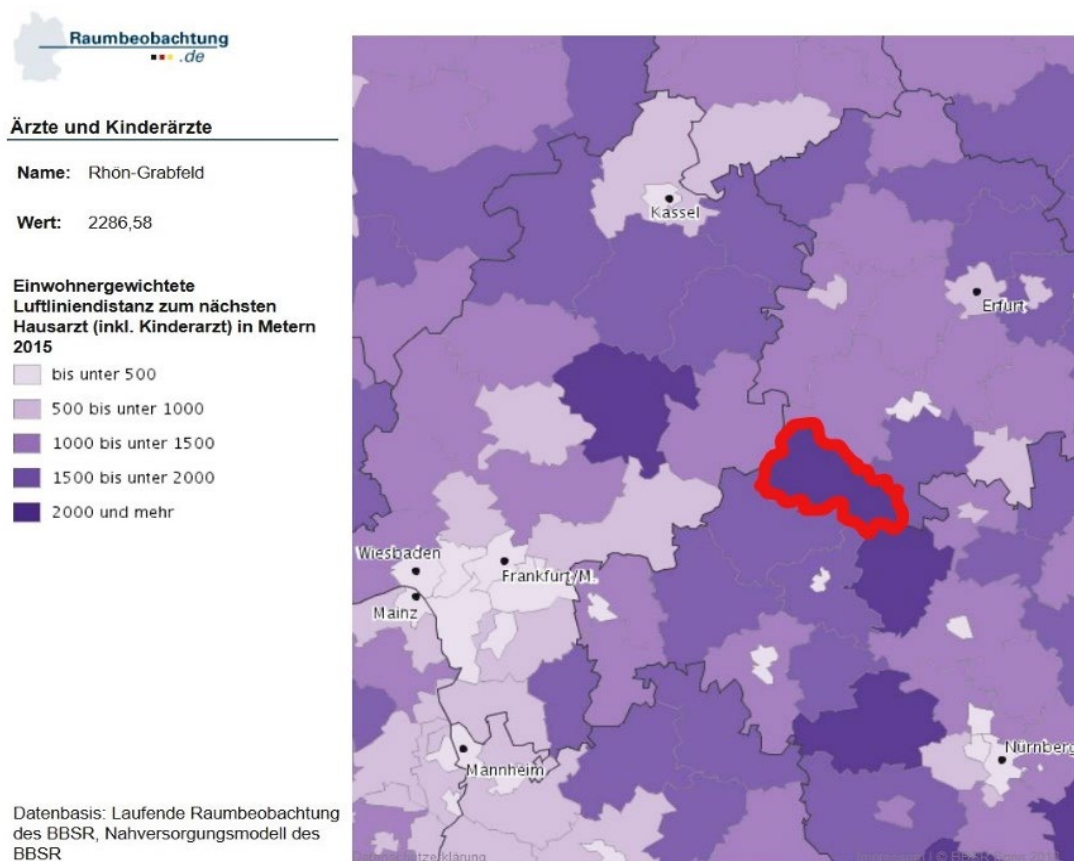 Raumbeobachtung
.de
Ärzte und Kinderärzte
Name: Rhön-Grabfeld
Wert: 2286,58
Einwohnergewichtete
Luftliniendistanz zum nächsten
Hausarzt (inkl. Kinderarzt) in Metern
2015
bis unter 500
500 bis unter 1000
1000 bis unter 1500
1500 bis unter 2000
2000 und mehr
Datenbasis: Laufende Raumbeobachtung
des BBSR, Nahversorgungsmodell des
BBSR
Kassel
Erfurt
Wiesbaden
Frankfurt/M.
Mainz
Mannheim
Nürnberg
Datenschutzerklärung